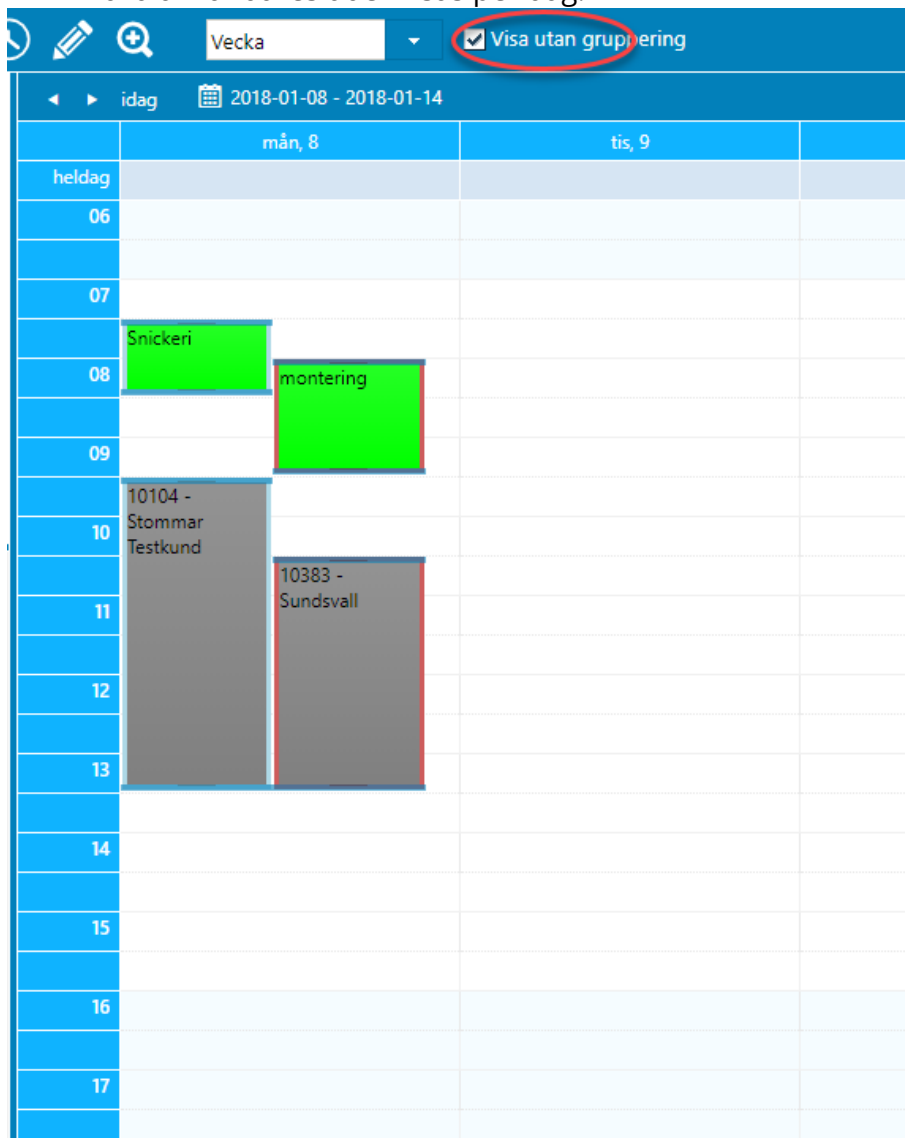 Vecka
Visa utan gruppering
idag 2018-01-08 - 2018-01-14
mån, 8 tis, 9
heldag
06
07
Snickeri
08
montering
09
10104 -
Stommar
10
Testkund
10383 -
Sundsvall
11
12
13
14
15
16
17